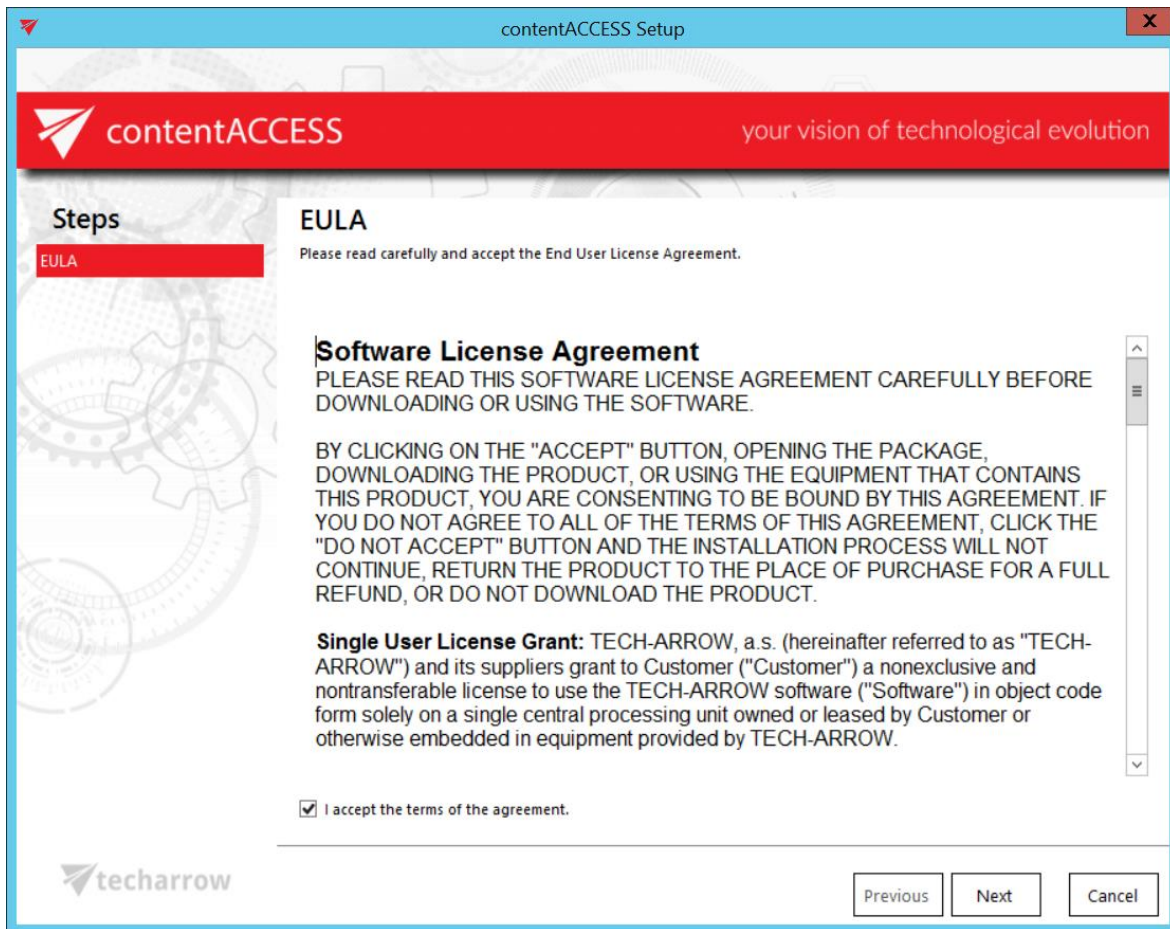 contentACCESS Setup
X
contentACCESS
your vision of technological evolution
Steps
EULA
EULA
Please read carefully and accept the End User License Agreement.
Software License Agreement
PLEASE READ THIS SOFTWARE LICENSE AGREEMENT CAREFULLY BEFORE
DOWNLOADING OR USING THE SOFTWARE.
BY CLICKING ON THE "ACCEPT" BUTTON, OPENING THE PACKAGE,
DOWNLOADING THE PRODUCT, OR USING THE EQUIPMENT THAT CONTAINS
THIS PRODUCT, YOU ARE CONSENTING TO BE BOUND BY THIS AGREEMENT. IF
YOU DO NOT AGREE TO ALL OF THE TERMS OF THIS AGREEMENT, CLICK THE
"DO NOT ACCEPT" BUTTON AND THE INSTALLATION PROCESS WILL NOT
CONTINUE, RETURN THE PRODUCT TO THE PLACE OF PURCHASE FOR A FULL
REFUND, OR DO NOT DOWNLOAD THE PRODUCT.
Single User License Grant: TECH-ARROW, a.s. (hereinafter referred to as "TECH-
ARROW") and its suppliers grant to Customer ("Customer") a nonexclusive and
nontransferable license to use the TECH-ARROW software ("Software") in object code
form solely on a single central processing unit owned or leased by Customer or
otherwise embedded in equipment provided by TECH-ARROW.
I accept the terms of the agreement.
techarrow
Previous
Next
Cancel